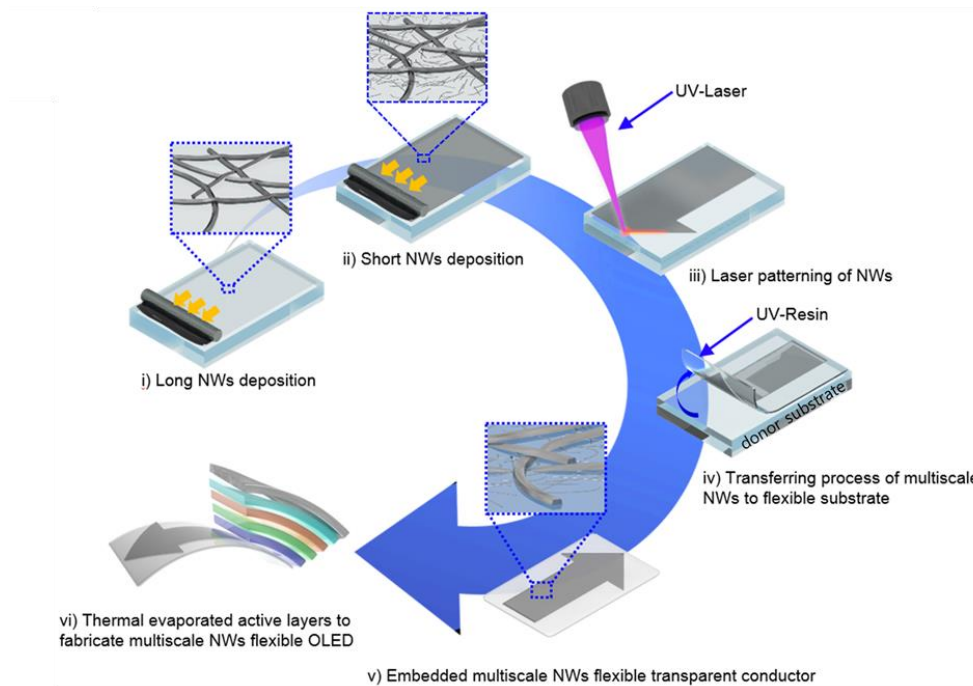 UV-Laser
ii) Short NWs deposition
iii) Laser patterning of NWs
UV-Resin
i) Long NWs deposition
donor substrate
iv) Transferring process of multiscale
NWs to flexible substrate
vi) Thermal evaporated active layers to
fabricate multiscale NWs flexible OLED
v) Embedded multiscale NWs flexible transparent conductor